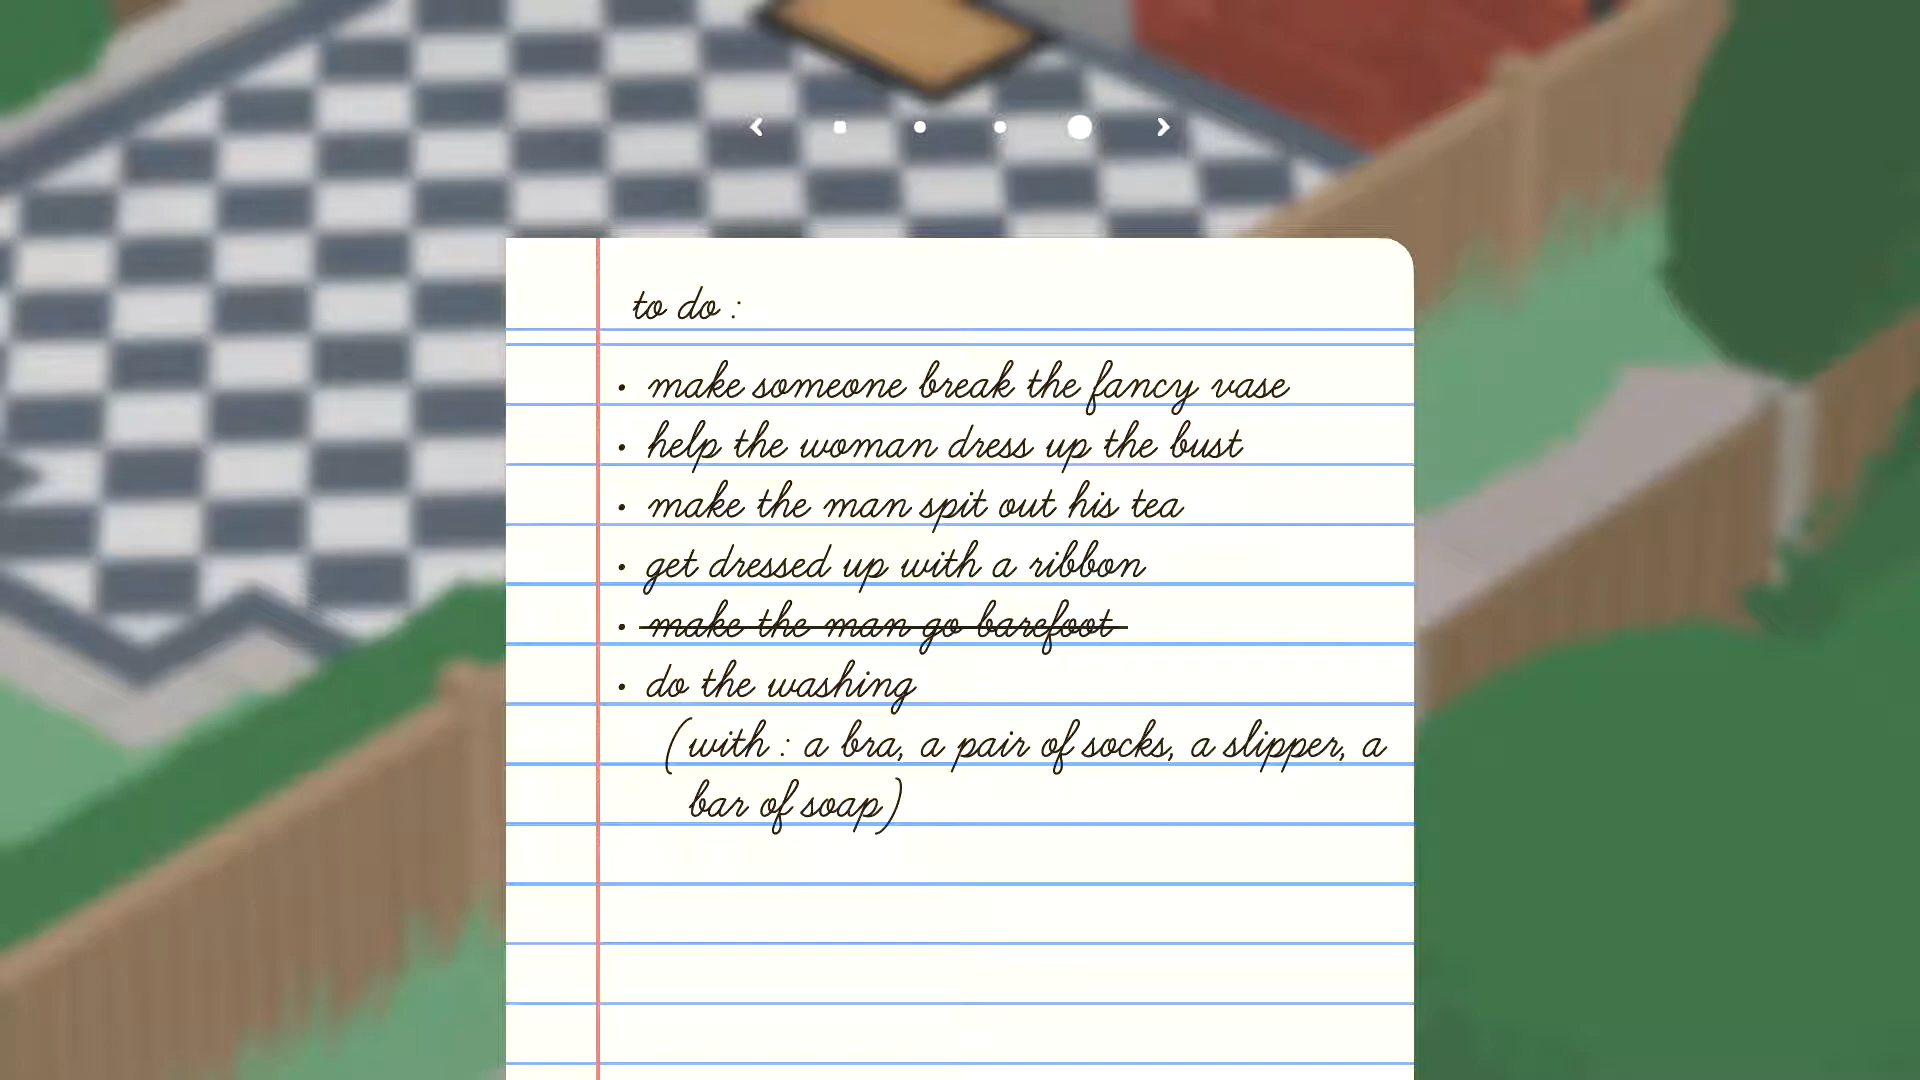 to do :
• make someone break the fancy vase
• help the woman dress up the bust
• make the man spit out his tea
• get dressed up with a ribbon
• make the man go barefoot
• do the washing
(with : a bra, a pair of socks, a slipper, a
bar of soap)